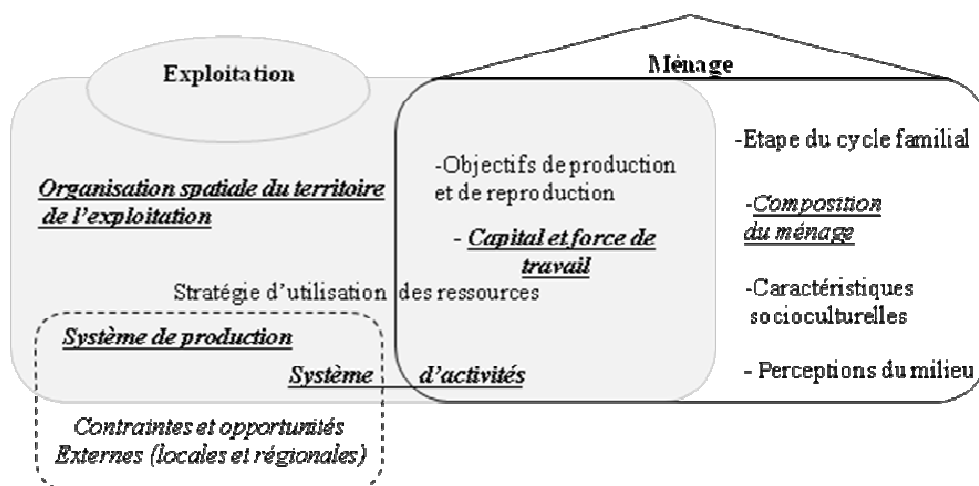 Exploitation
Ménage
Organisation spatiale du territoire
de l'exploitation
-Objectifs de production
et de reproduction
- Capital et force de
travail
-Etape du cycle familial
-Composition
du ménage
-Caractéristiques
socioculturelles
- Perceptions du milieu
Stratégie d'utilisation des ressources
Système de production
Système d'activités
Contraintes et opportunités
Externes (locales et régionales)